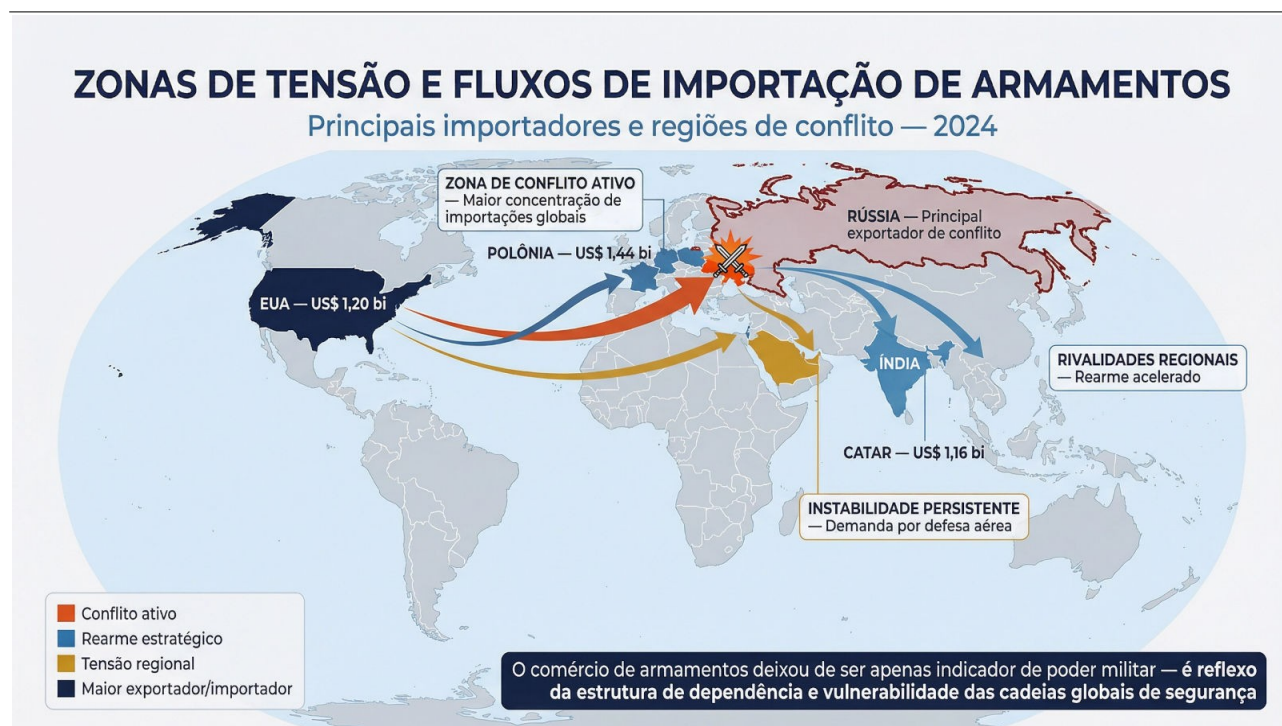 ZONAS DE TENSÃO E FLUXOS DE IMPORTAÇÃO DE ARMAMENTOS
Principais importadores e regiões de conflito — 2024
ZONA DE CONFLITO ATIVO
— Maior concentração de
importações globais
RÚSSIA — Principal
exportador de conflito
POLÔNIA — US$ 1,44 bi
EUA — US$ 1,20 bi
ÍNDIA
RIVALIDADES REGIONAIS
— Rearme acelerado
CATAR — US$ 1,16 bi
INSTABILIDADE PERSISTENTE
— Demanda por defesa aérea
Conflito ativo
Rearme estratégico
Tensão regional
Maior exportador/importador
O comércio de armamentos deixou de ser apenas indicador de poder militar — é reflexo
da estrutura de dependência e vulnerabilidade das cadeias globais de segurança